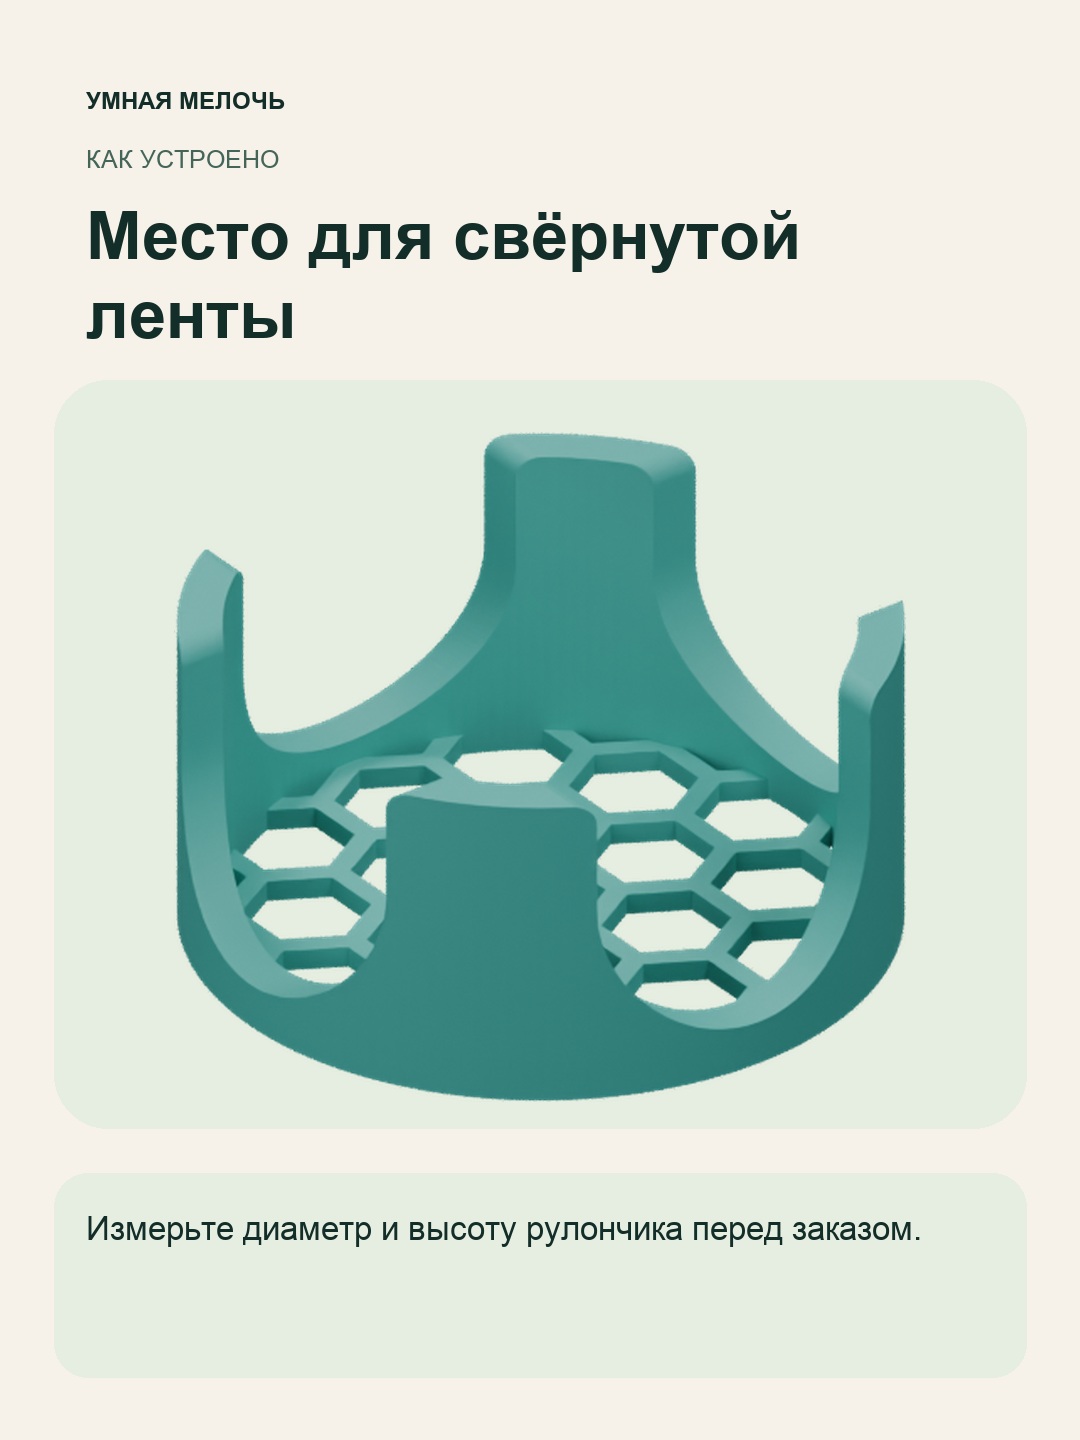 УМНАЯ МЕЛОЧЬ
КАК УСТРОЕНО
Место для свёрнутой
ленты
Измерьте диаметр и высоту рулончика перед заказом.